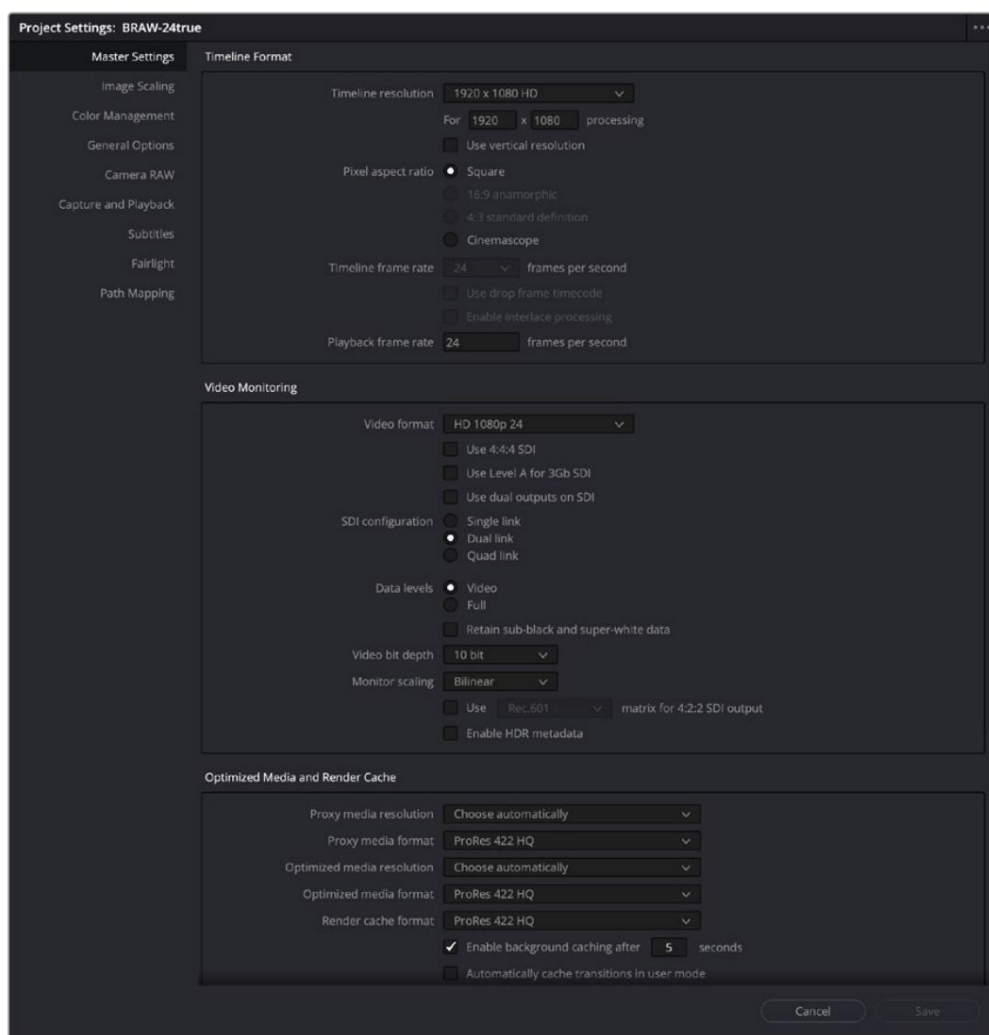 Project Settings: BRAW-24true
Master Settings
Image Scaling
Color Management
General Options
Camera RAW
Capture and Playback
Subtitles
Fairlight
Path Mapping
Timeline Format
Timeline resolution 1920 x 1080 HD
For 1920 x 1080 processing
Use vertical resolution
Pixel aspect ratio Square
16:9 anamorphic
4:3 standard definition
Cinemascope
Timeline frame rate 24 frames per second
Use drop frame timecode
Enable interlace processing
Playback frame rate 24 frames per second
Video Monitoring
Video format HD 1080p 24
Use 4:4:4 SDI
Use Level A for 3Gb SDI
Use dual outputs on SDI
SDI configuration Single link
Dual link
Quad link
Data levels Video
Full
Retain sub-black and super-white data
Video bit depth 10 bit
Monitor scaling Bilinear
Use Rec.601 matrix for 4:2:2 SDI output
Enable HDR metadata
Optimized Media and Render Cache
Proxy media resolution Choose automatically
Proxy media format ProRes 422 HQ
Optimized media resolution Choose automatically
Optimized media format ProRes 422 HQ
Render cache format ProRes 422 HQ
Enable background caching after 5 seconds
Automatically cache transitions in user mode
Cancel Save